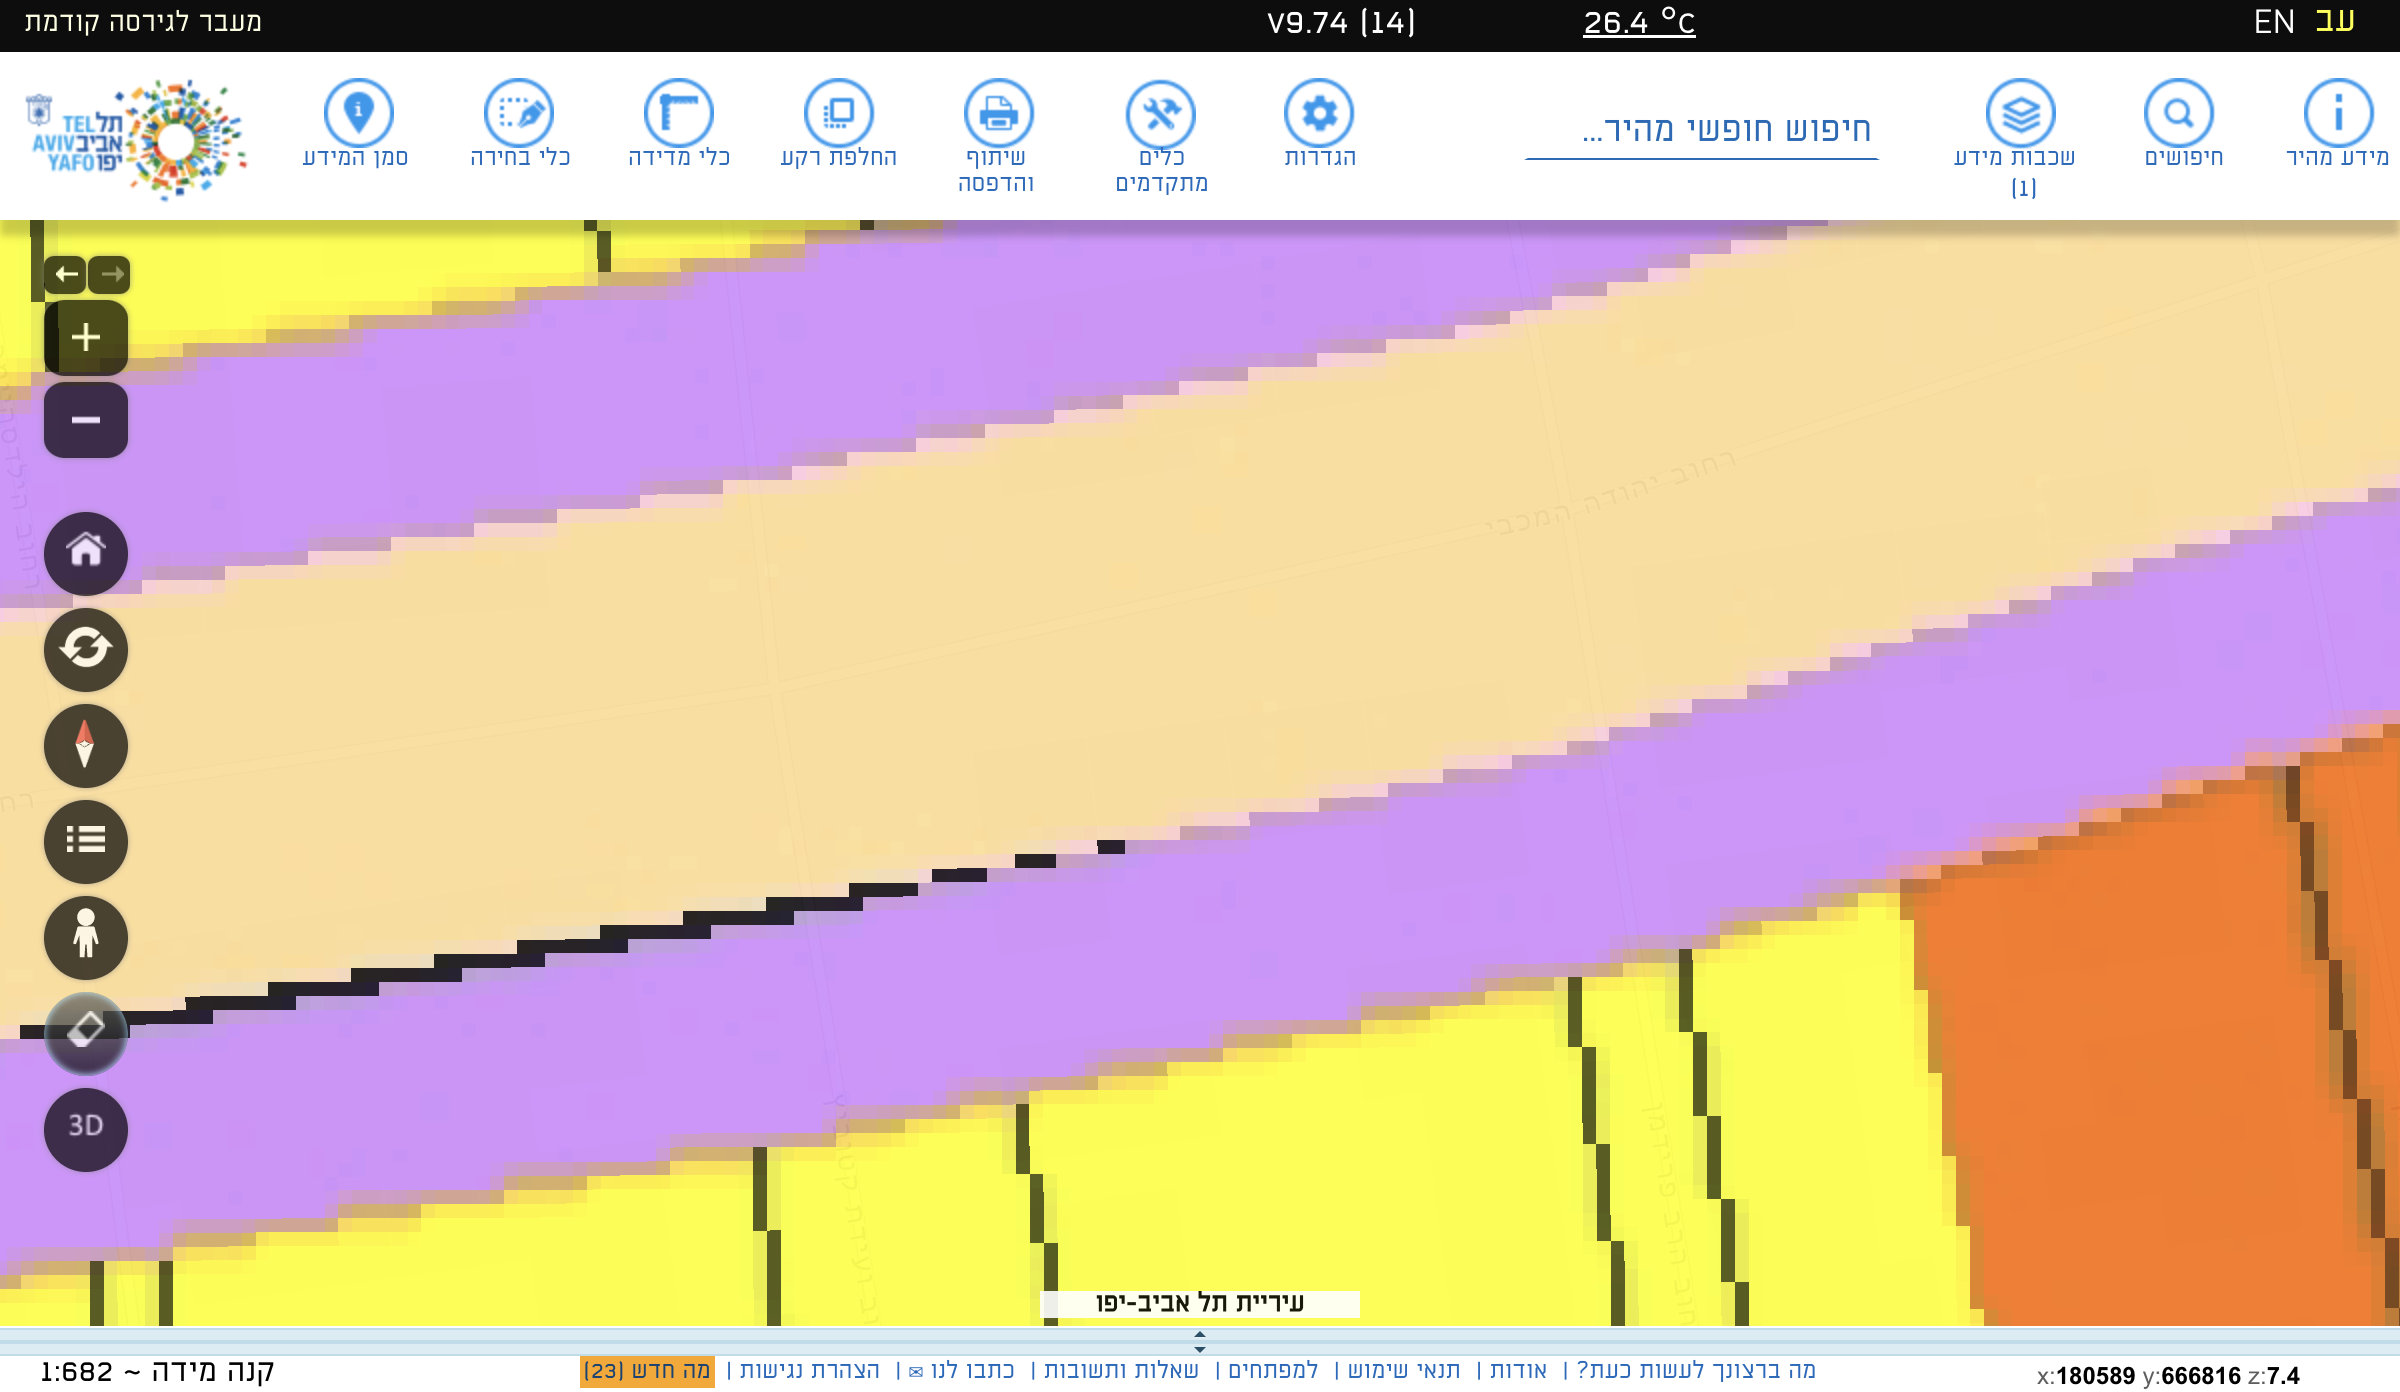 עב EN
26.4 °C
V9.74 (14)
מעבר לגירסה קודמת
מידע מהיר
חיפושים
שכבות מידע
(1)
חיפוש חופשי מהיר...
הגדרות
כלים
מתקדמים
שיתוף
והדפסה
החלפת רקע
כלי מדידה
כלי בחירה
סמן המידע
תל TEL
אביב AVIV
יפו YAFO
רחוב יהודה המכבי
3D
עיריית תל אביב-יפו
x:180589 y:666816 z:7.4
מה ברצונך לעשות כעת? | אודות | תנאי שימוש | למפתחים | שאלות ותשובות | כתבו לנו ✉ | הצהרת נגישות | מה חדש (23)
קנה מידה ~ 1:682